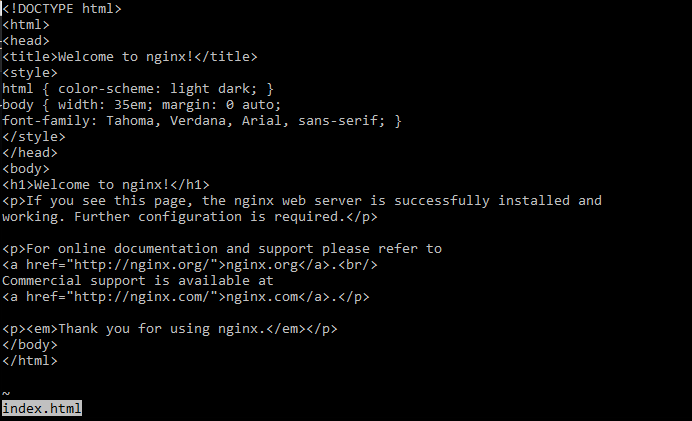 <!DOCTYPE html>
<html>
<head>
<title>Welcome to nginx!</title>
<style>
html { color-scheme: light dark; }
body { width: 35em; margin: 0 auto;
font-family: Tahoma, Verdana, Arial, sans-serif; }
</style>
</head>
<body>
<h1>Welcome to nginx!</h1>
<p>If you see this page, the nginx web server is successfully installed and
working. Further configuration is required.</p>
<p>For online documentation and support please refer to
<a href="http://nginx.org/">nginx.org</a>.<br/>
Commercial support is available at
<a href="http://nginx.com/">nginx.com</a>.</p>
<p><em>Thank you for using nginx.</em></p>
</body>
</html>
~
index.html